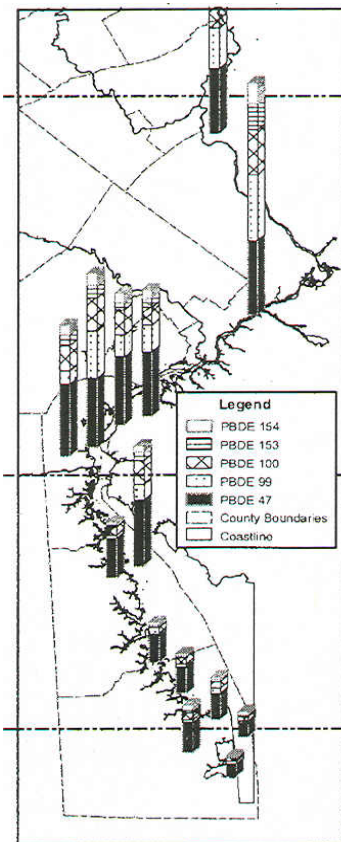 Legend
PBDE 154
PBDE 153
PBDE 100
PBDE 99
PBDE 47
County Boundaries
Coastline